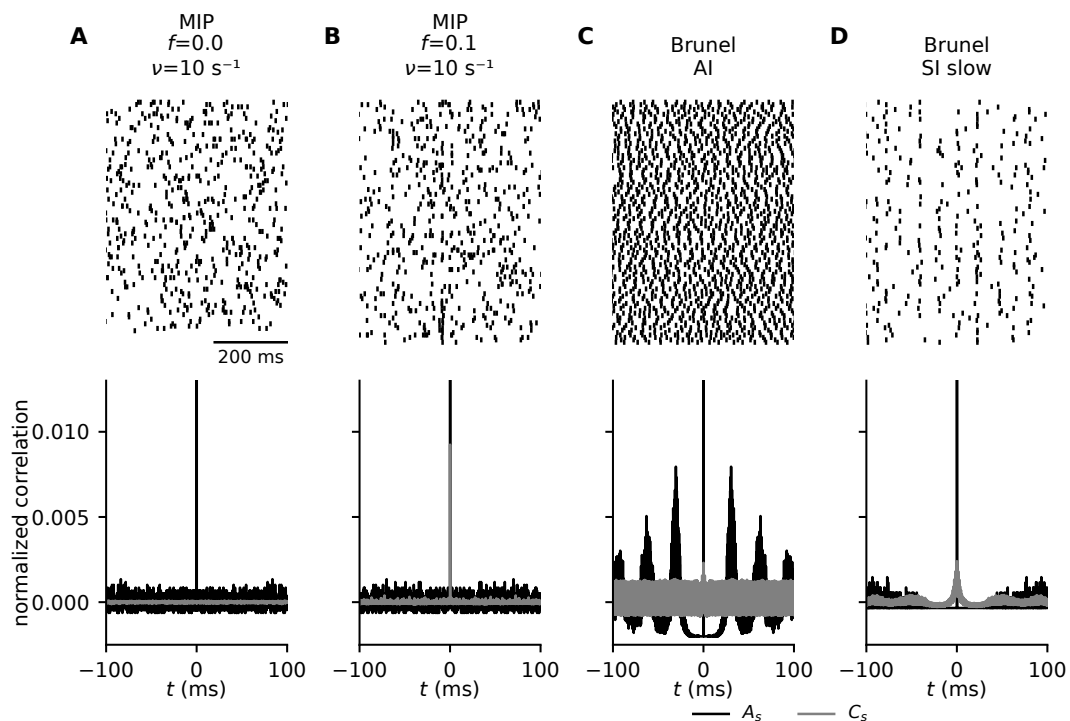 A
MIP
f=0.0
ν=10 s⁻¹
B
MIP
f=0.1
ν=10 s⁻¹
C
Brunel
AI
D
Brunel
SI slow
200 ms
normalized correlation
0.010
0.005
0.000
−100 0 100
t (ms)
−100 0 100
t (ms)
−100 0 100
t (ms)
−100 0 100
t (ms)
Aₛ
Cₛ